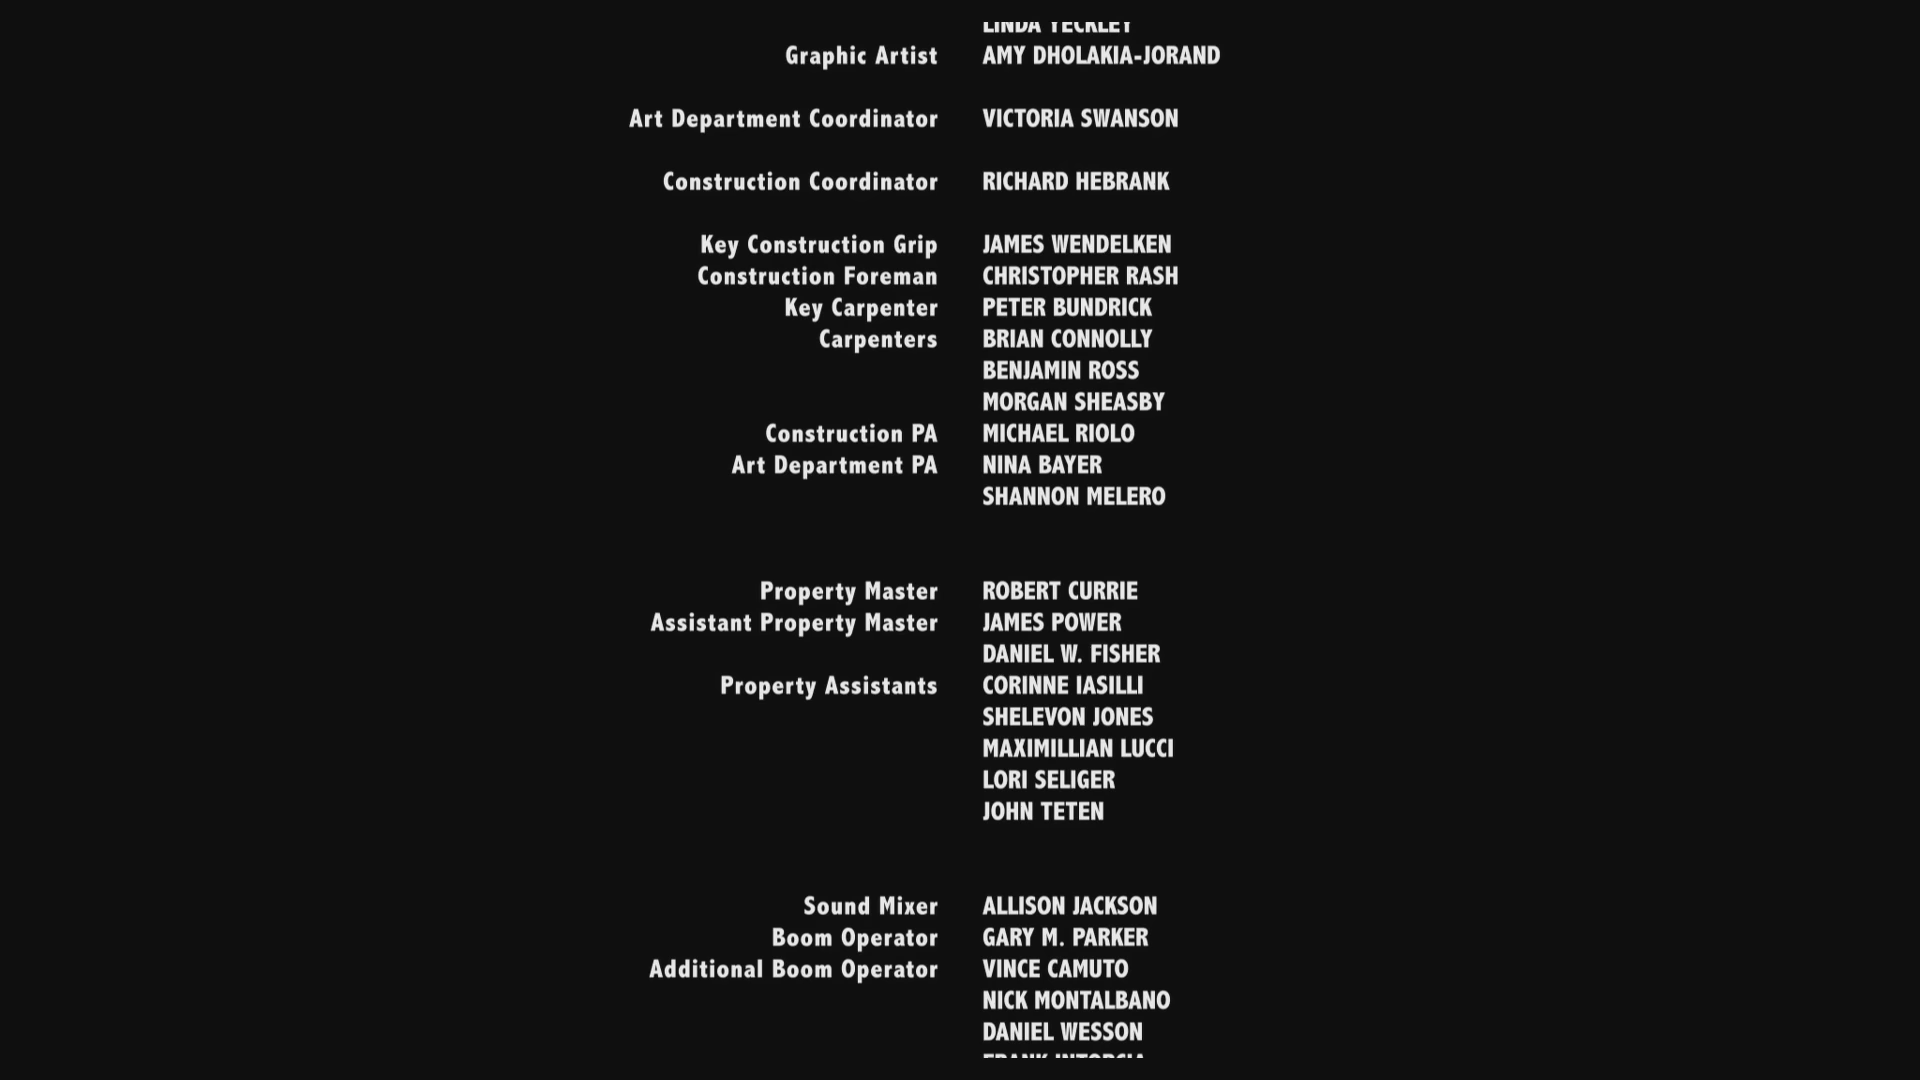 LINDA YECKLEY
Graphic Artist AMY DHOLAKIA-JORAND
Art Department Coordinator VICTORIA SWANSON
Construction Coordinator RICHARD HEBRANK
Key Construction Grip JAMES WENDELKEN
Construction Foreman CHRISTOPHER RASH
Key Carpenter PETER BUNDRICK
Carpenters BRIAN CONNOLLY
BENJAMIN ROSS
MORGAN SHEASBY
Construction PA MICHAEL RIOLO
Art Department PA NINA BAYER
SHANNON MELERO
Property Master ROBERT CURRIE
Assistant Property Master JAMES POWER
DANIEL W. FISHER
Property Assistants CORINNE IASILLI
SHELEVON JONES
MAXIMILLIAN LUCCI
LORI SELIGER
JOHN TETEN
Sound Mixer ALLISON JACKSON
Boom Operator GARY M. PARKER
Additional Boom Operator VINCE CAMUTO
NICK MONTALBANO
DANIEL WESSON
FRANK